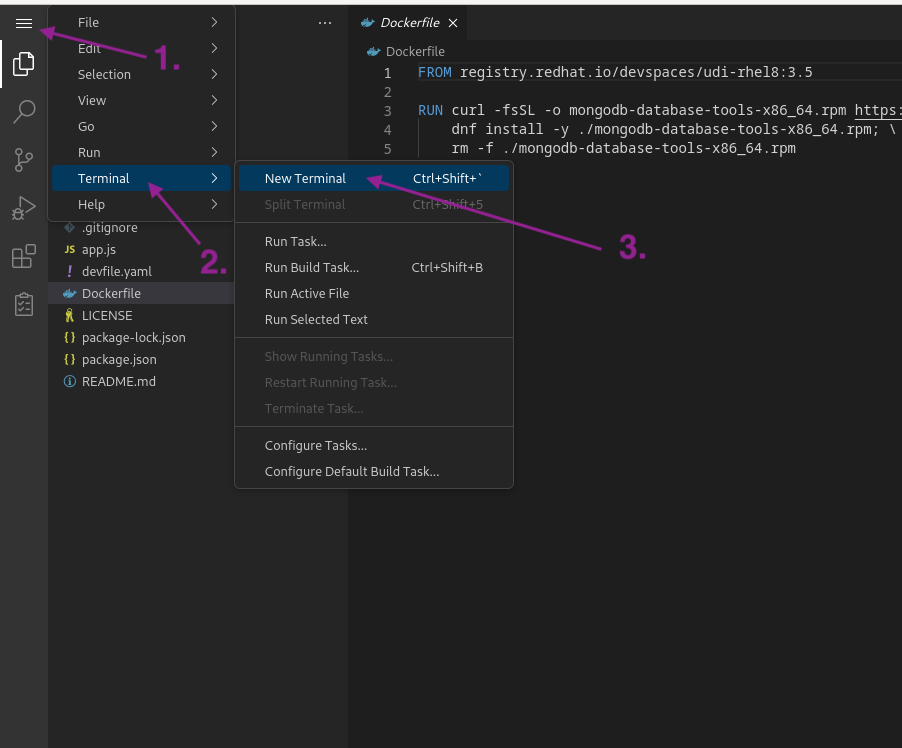 File
Edit
Selection
View
Go
Run
Terminal
Help
1.
2.
3.
New Terminal Ctrl+Shift+`
Split Terminal Ctrl+Shift+5
Run Task...
Run Build Task... Ctrl+Shift+B
Run Active File
Run Selected Text
Show Running Tasks...
Restart Running Task...
Terminate Task...
Configure Tasks...
Configure Default Build Task...
.gitignore
JS app.js
! devfile.yaml
Dockerfile
LICENSE
{} package-lock.json
{} package.json
README.md
Dockerfile
Dockerfile
1 FROM registry.redhat.io/devspaces/udi-rhel8:3.5
2
3 RUN curl -fsSL -o mongodb-database-tools-x86_64.rpm https:
4 dnf install -y ./mongodb-database-tools-x86_64.rpm; \
5 rm -f ./mongodb-database-tools-x86_64.rpm